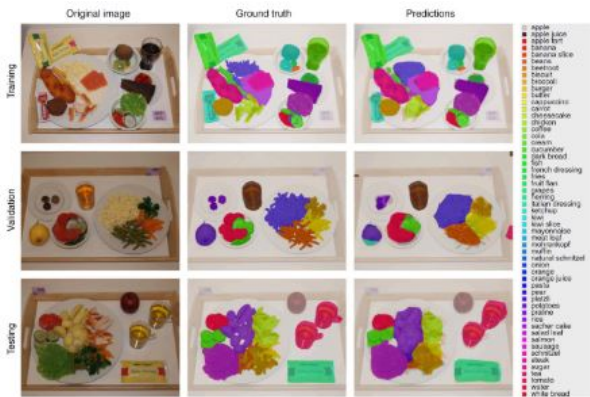 Original image
Ground truth
Predictions
Training
Validation
Testing
apple
apple juice
apple tart
banana
banana slice
beans
beetroot
biscuit
broccoli
burger
butter
cappuccino
carrot
cheesecake
chicken
coffee
cola
cream
cucumber
dark bread
fish
french dressing
fries
fruit flan
grapes
herring
italian dressing
ketchup
kiwi
kiwi slice
mayonnaise
meat loaf
mohrenkopf
muffin
natural schnitzel
onion
orange
orange juice
pasta
pear
potatoes
praline
rice
sacher cake
salad leaf
salmon
sausage
schnitzel
steak
sugar
tea
tomato
water
white bread